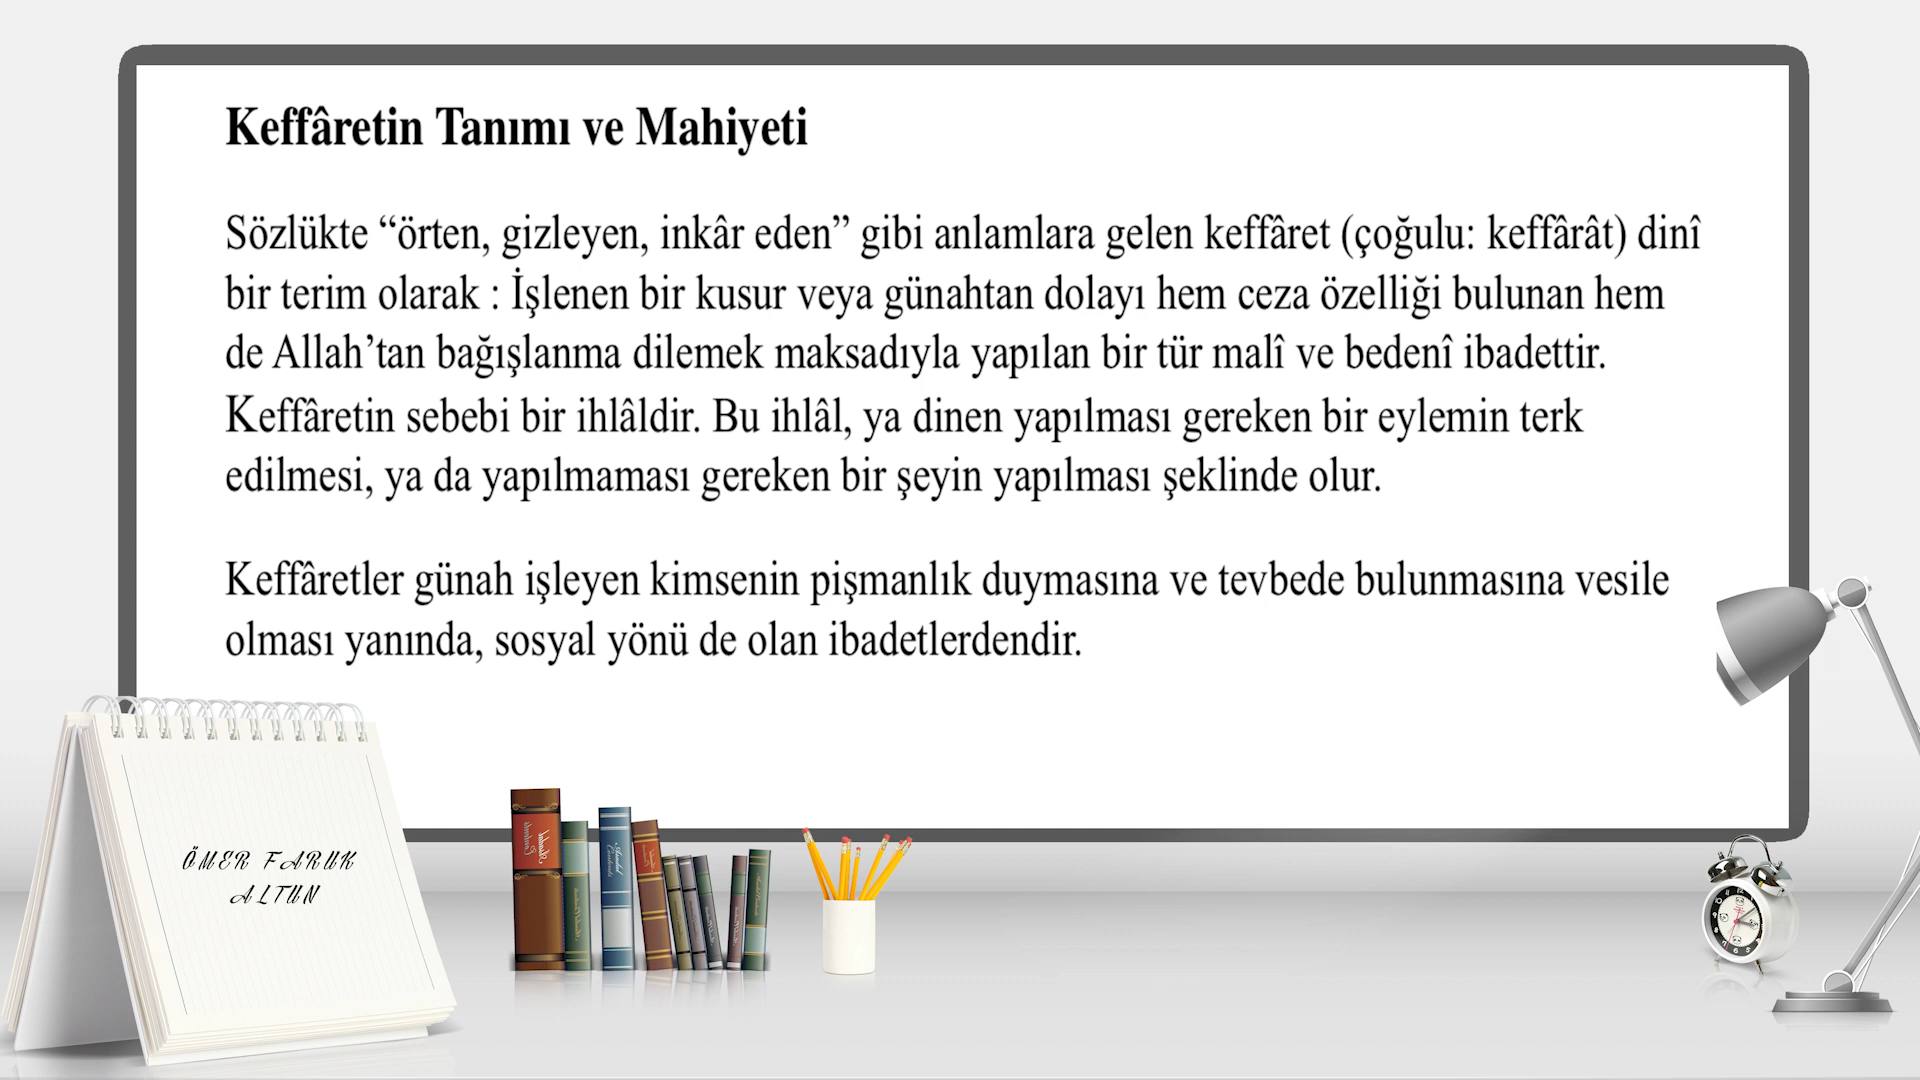 Keffâretin Tanımı ve Mahiyeti
Sözlükte “örten, gizleyen, inkâr eden” gibi anlamlara gelen keffâret (çoğulu: keffârât) dinî
bir terim olarak : İşlenen bir kusur veya günahtan dolayı hem ceza özelliği bulunan hem
de Allah’tan bağışlanma dilemek maksadıyla yapılan bir tür malî ve bedenî ibadettir.
Keffâretin sebebi bir ihlâldir. Bu ihlâl, ya dinen yapılması gereken bir eylemin terk
edilmesi, ya da yapılmaması gereken bir şeyin yapılması şeklinde olur.
Keffâretler günah işleyen kimsenin pişmanlık duymasına ve tevbede bulunmasına vesile
olması yanında, sosyal yönü de olan ibadetlerdendir.
ÖMER FARUK
ALTUN